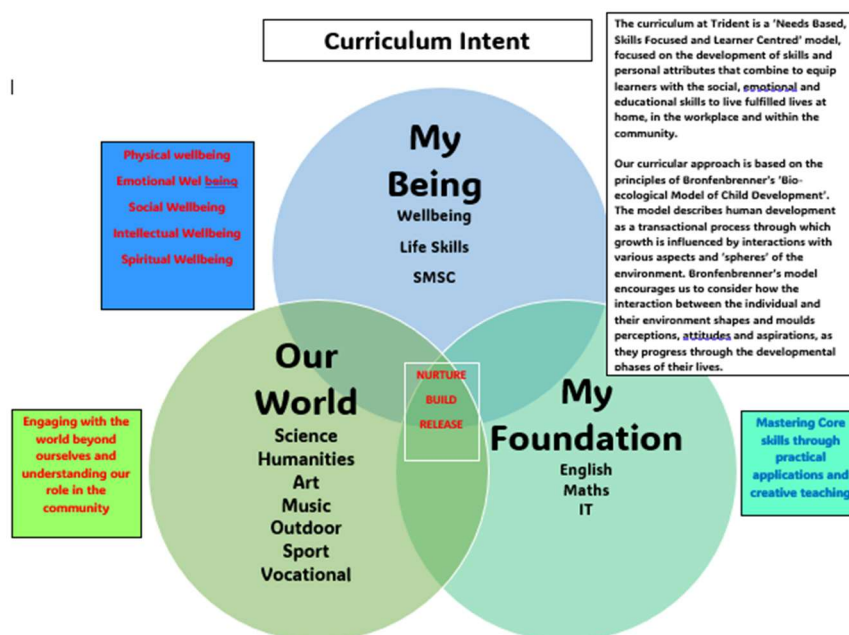 Curriculum Intent
The curriculum at Trident is a 'Needs Based,
Skills Focused and Learner Centred' model,
focused on the development of skills and
personal attributes that combine to equip
learners with the social, emotional and
educational skills to live fulfilled lives at
home, in the workplace and within the
community.
Our curricular approach is based on the
principles of Bronfenbrenner's 'Bio-
ecological Model of Child Development'.
The model describes human development
as a transactional process through which
growth is influenced by interactions with
various aspects and 'spheres' of the
environment. Bronfenbrenner's model
encourages us to consider how the
interaction between the individual and
their environment shapes and moulds
perceptions, attitudes and aspirations, as
they progress through the developmental
phases of their lives.
My
Being
Wellbeing
Life Skills
SMSC
Physical wellbeing
Emotional Wel being
Social Wellbeing
Intellectual Wellbeing
Spiritual Wellbeing
Our
World
Science
Humanities
Art
Music
Outdoor
Sport
Vocational
NURTURE
BUILD
RELEASE
My
Foundation
English
Maths
IT
Engaging with the
world beyond
ourselves and
understanding our
role in the
community
Mastering Core
skills through
practical
applications and
creative teaching